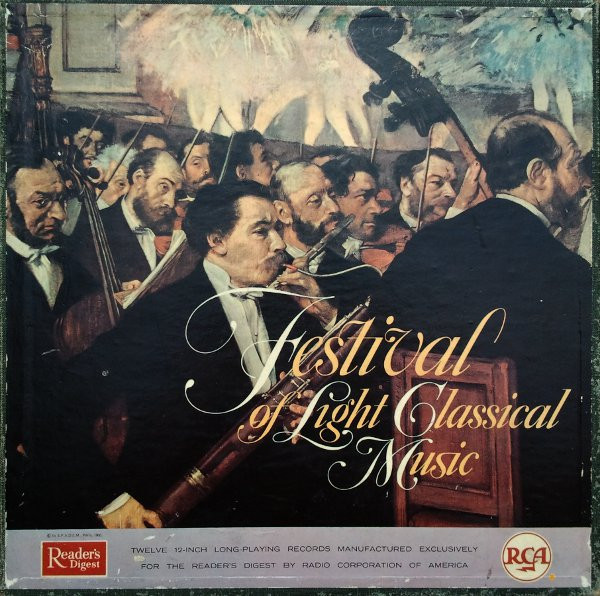 Festival
of Light Classical
Music
Reader's
Digest
TWELVE 12-INCH LONG-PLAYING RECORDS MANUFACTURED EXCLUSIVELY
FOR THE READER'S DIGEST BY RADIO CORPORATION OF AMERICA
RCA